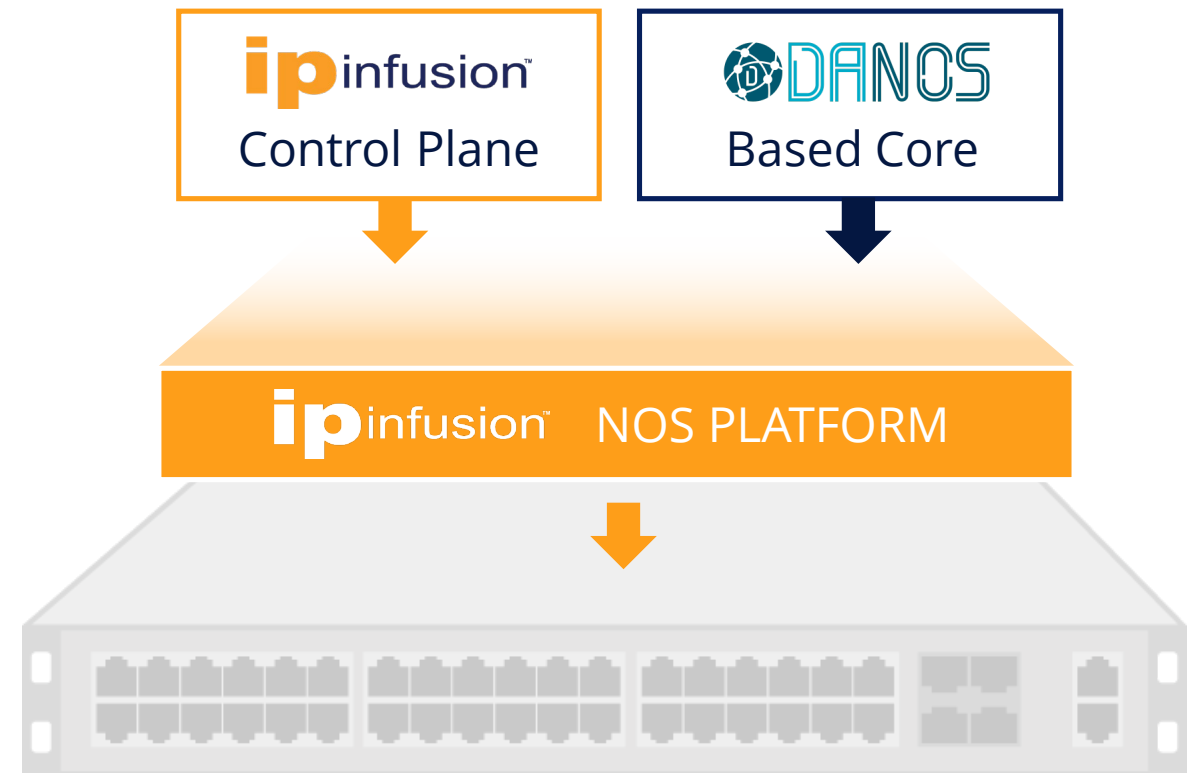 ipinfusion™
Control Plane
DANOS
Based Core
ipinfusion™ NOS PLATFORM